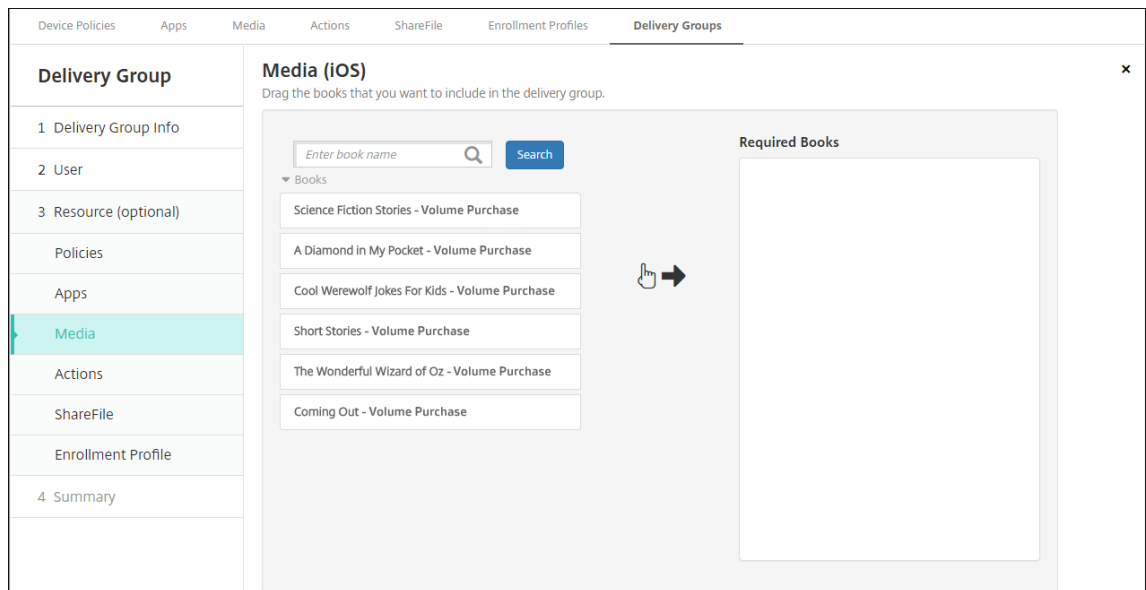 Device Policies Apps Media Actions ShareFile Enrollment Profiles Delivery Groups
Delivery Group
1 Delivery Group Info
2 User
3 Resource (optional)
Policies
Apps
Media
Actions
ShareFile
Enrollment Profile
4 Summary
Media (iOS)
Drag the books that you want to include in the delivery group.
Enter book name
Search
Books
Science Fiction Stories - Volume Purchase
A Diamond in My Pocket - Volume Purchase
Cool Werewolf Jokes For Kids - Volume Purchase
Short Stories - Volume Purchase
The Wonderful Wizard of Oz - Volume Purchase
Coming Out - Volume Purchase
Required Books